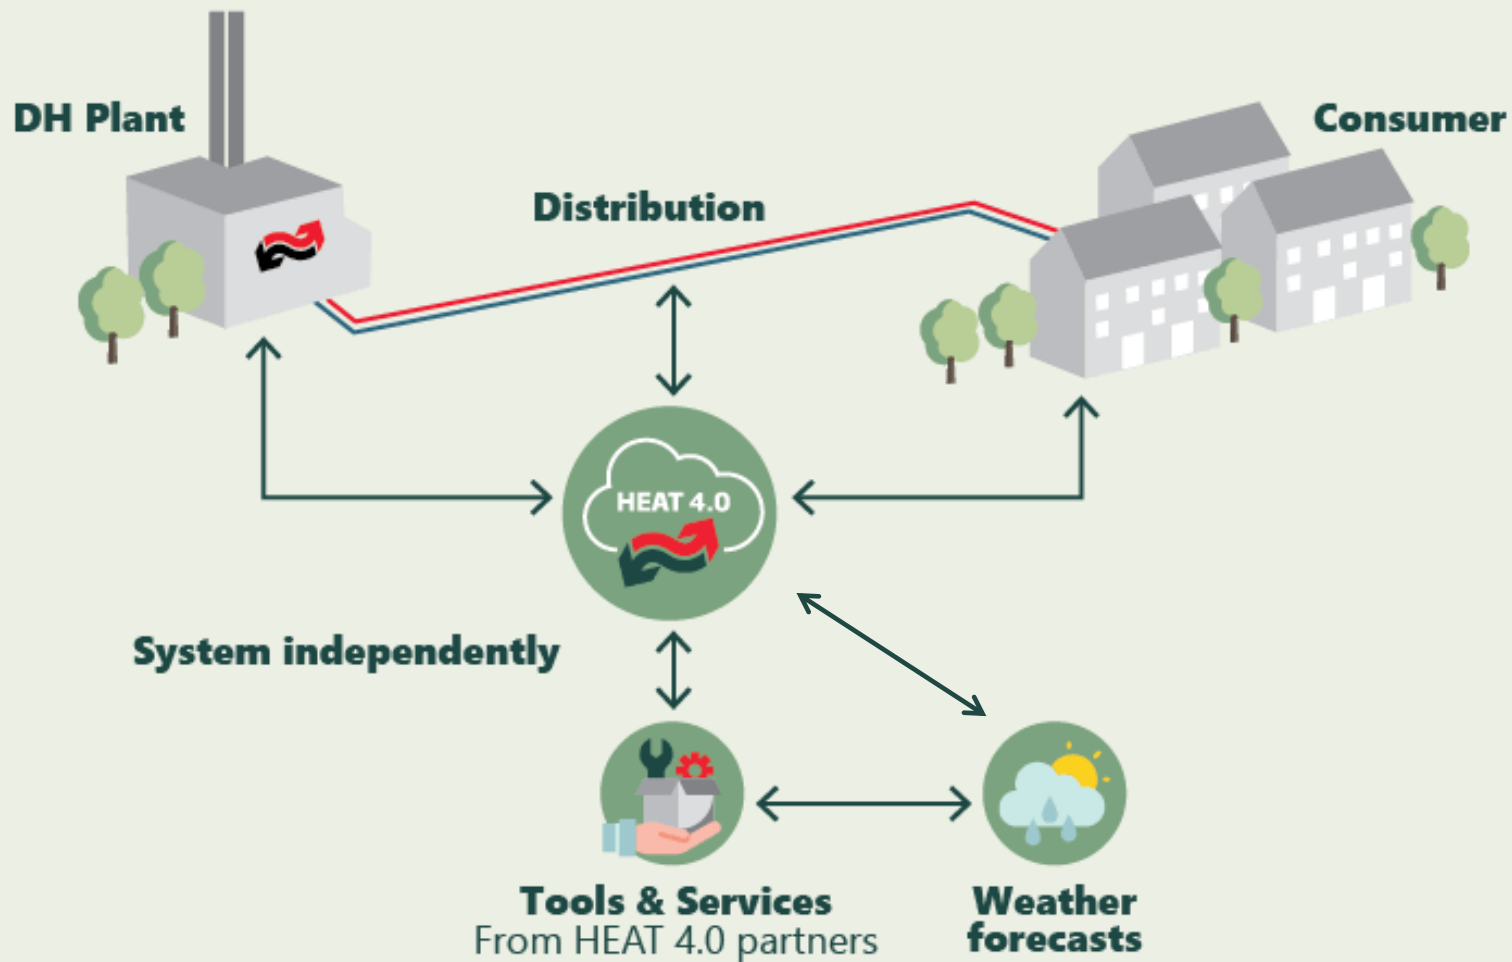 DH Plant
Consumer
Distribution
HEAT 4.0
System independently
Tools & Services
From HEAT 4.0 partners
Weather
forecasts